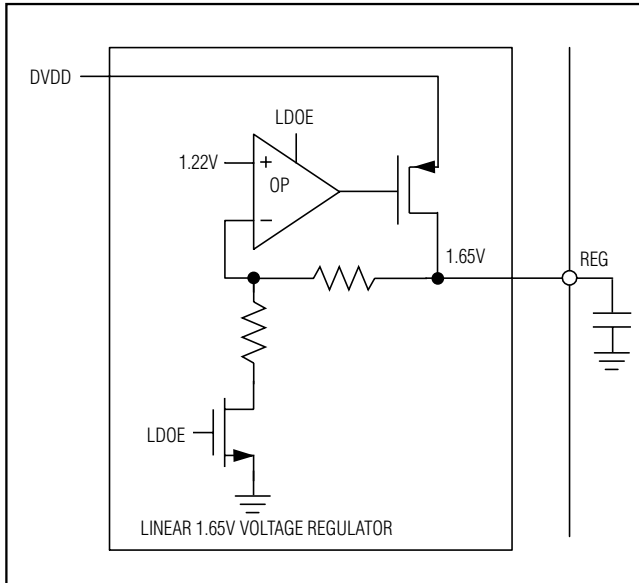 DVDD
LDOE
1.22V
+
OP
−
1.65V
REG
LDOE
LINEAR 1.65V VOLTAGE REGULATOR